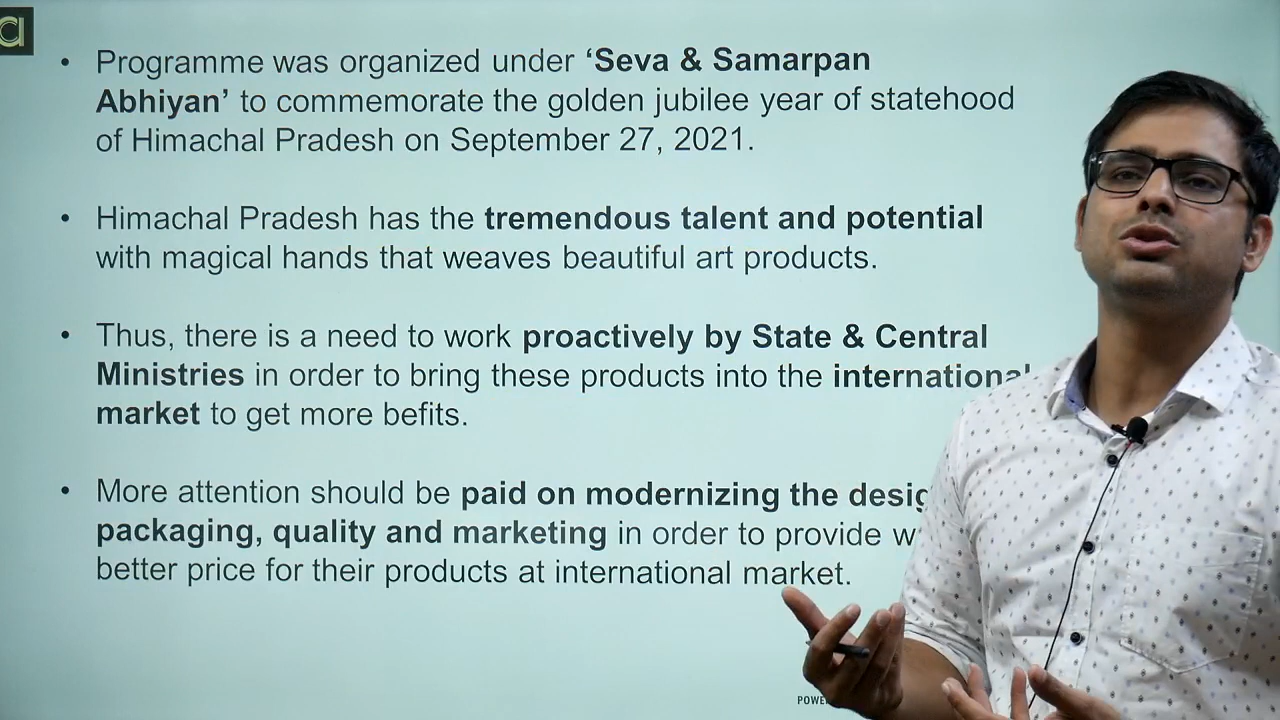 • Programme was organized under ‘Seva & Samarpan
Abhiyan’ to commemorate the golden jubilee year of statehood
of Himachal Pradesh on September 27, 2021.
• Himachal Pradesh has the tremendous talent and potential
with magical hands that weaves beautiful art products.
• Thus, there is a need to work proactively by State & Central
Ministries in order to bring these products into the international
market to get more befits.
• More attention should be paid on modernizing the
packaging, quality and marketing in order to provide
better price for their products at international market.